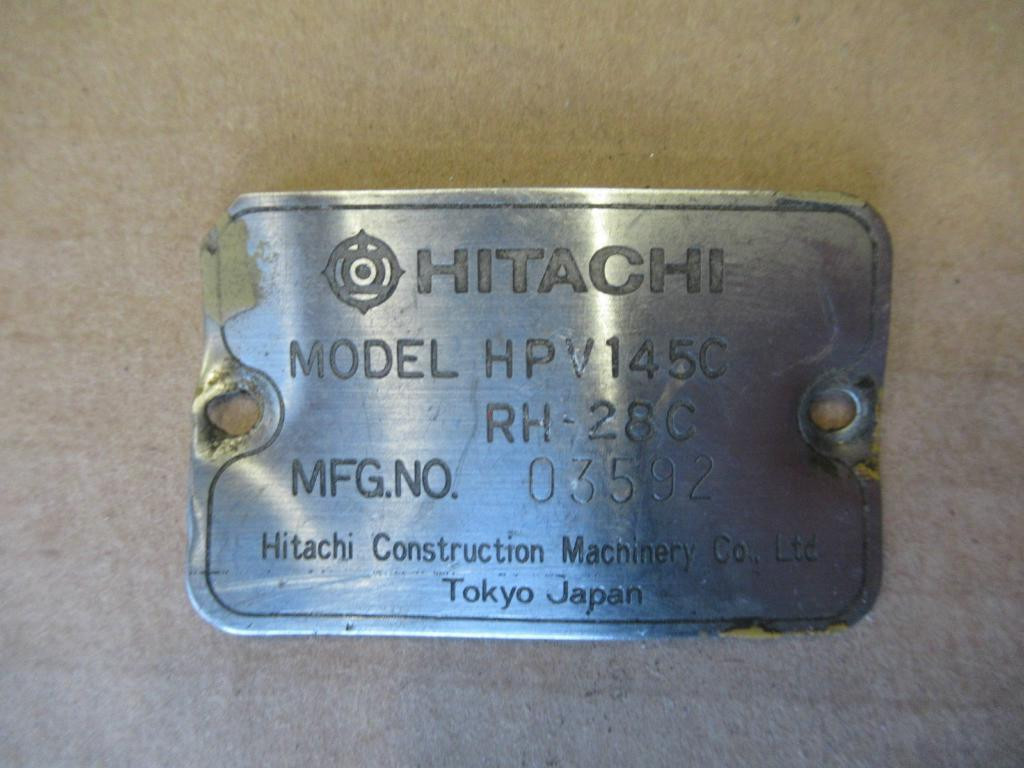 HITACHI
MODEL HPV145C
RH-28C
MFG.NO. 03592
Hitachi Construction Machinery Co., Ltd
Tokyo Japan